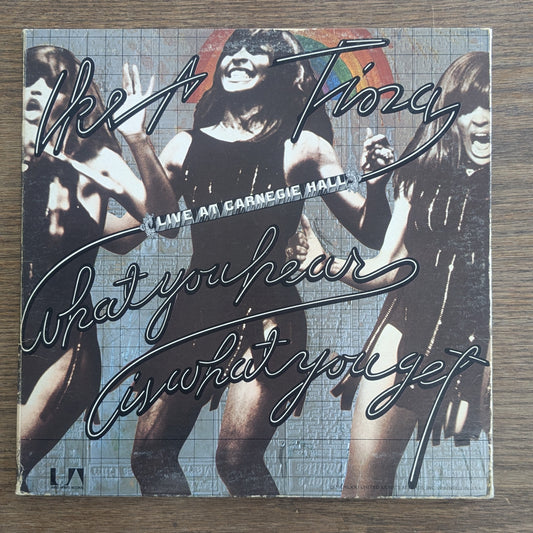 Ike & Tina
LIVE AT CARNEGIE HALL
What you hear
is what you get
UA